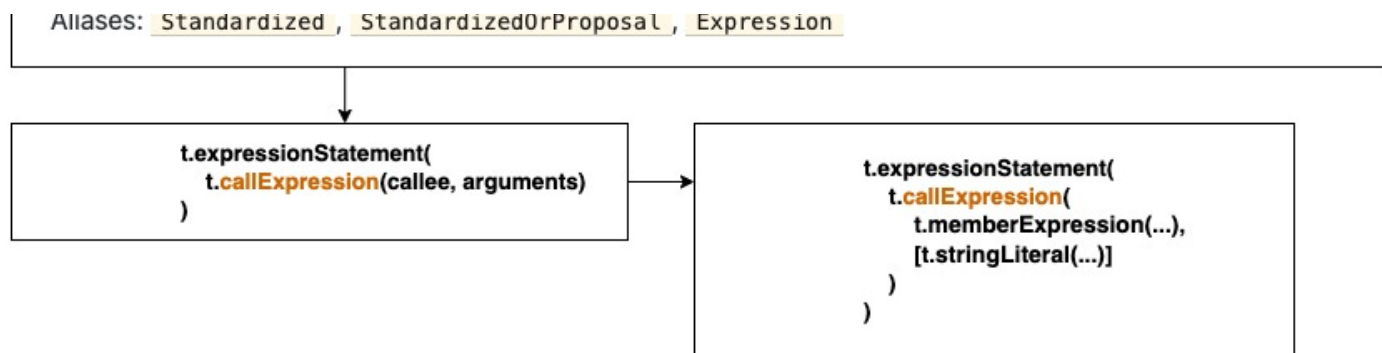 Aliases: Standardized, StandardizedOrProposal, Expression
t.expressionStatement(
t.callExpression(callee, arguments)
)
t.expressionStatement(
t.callExpression(
t.memberExpression(...),
[t.stringLiteral(...)]
)
)